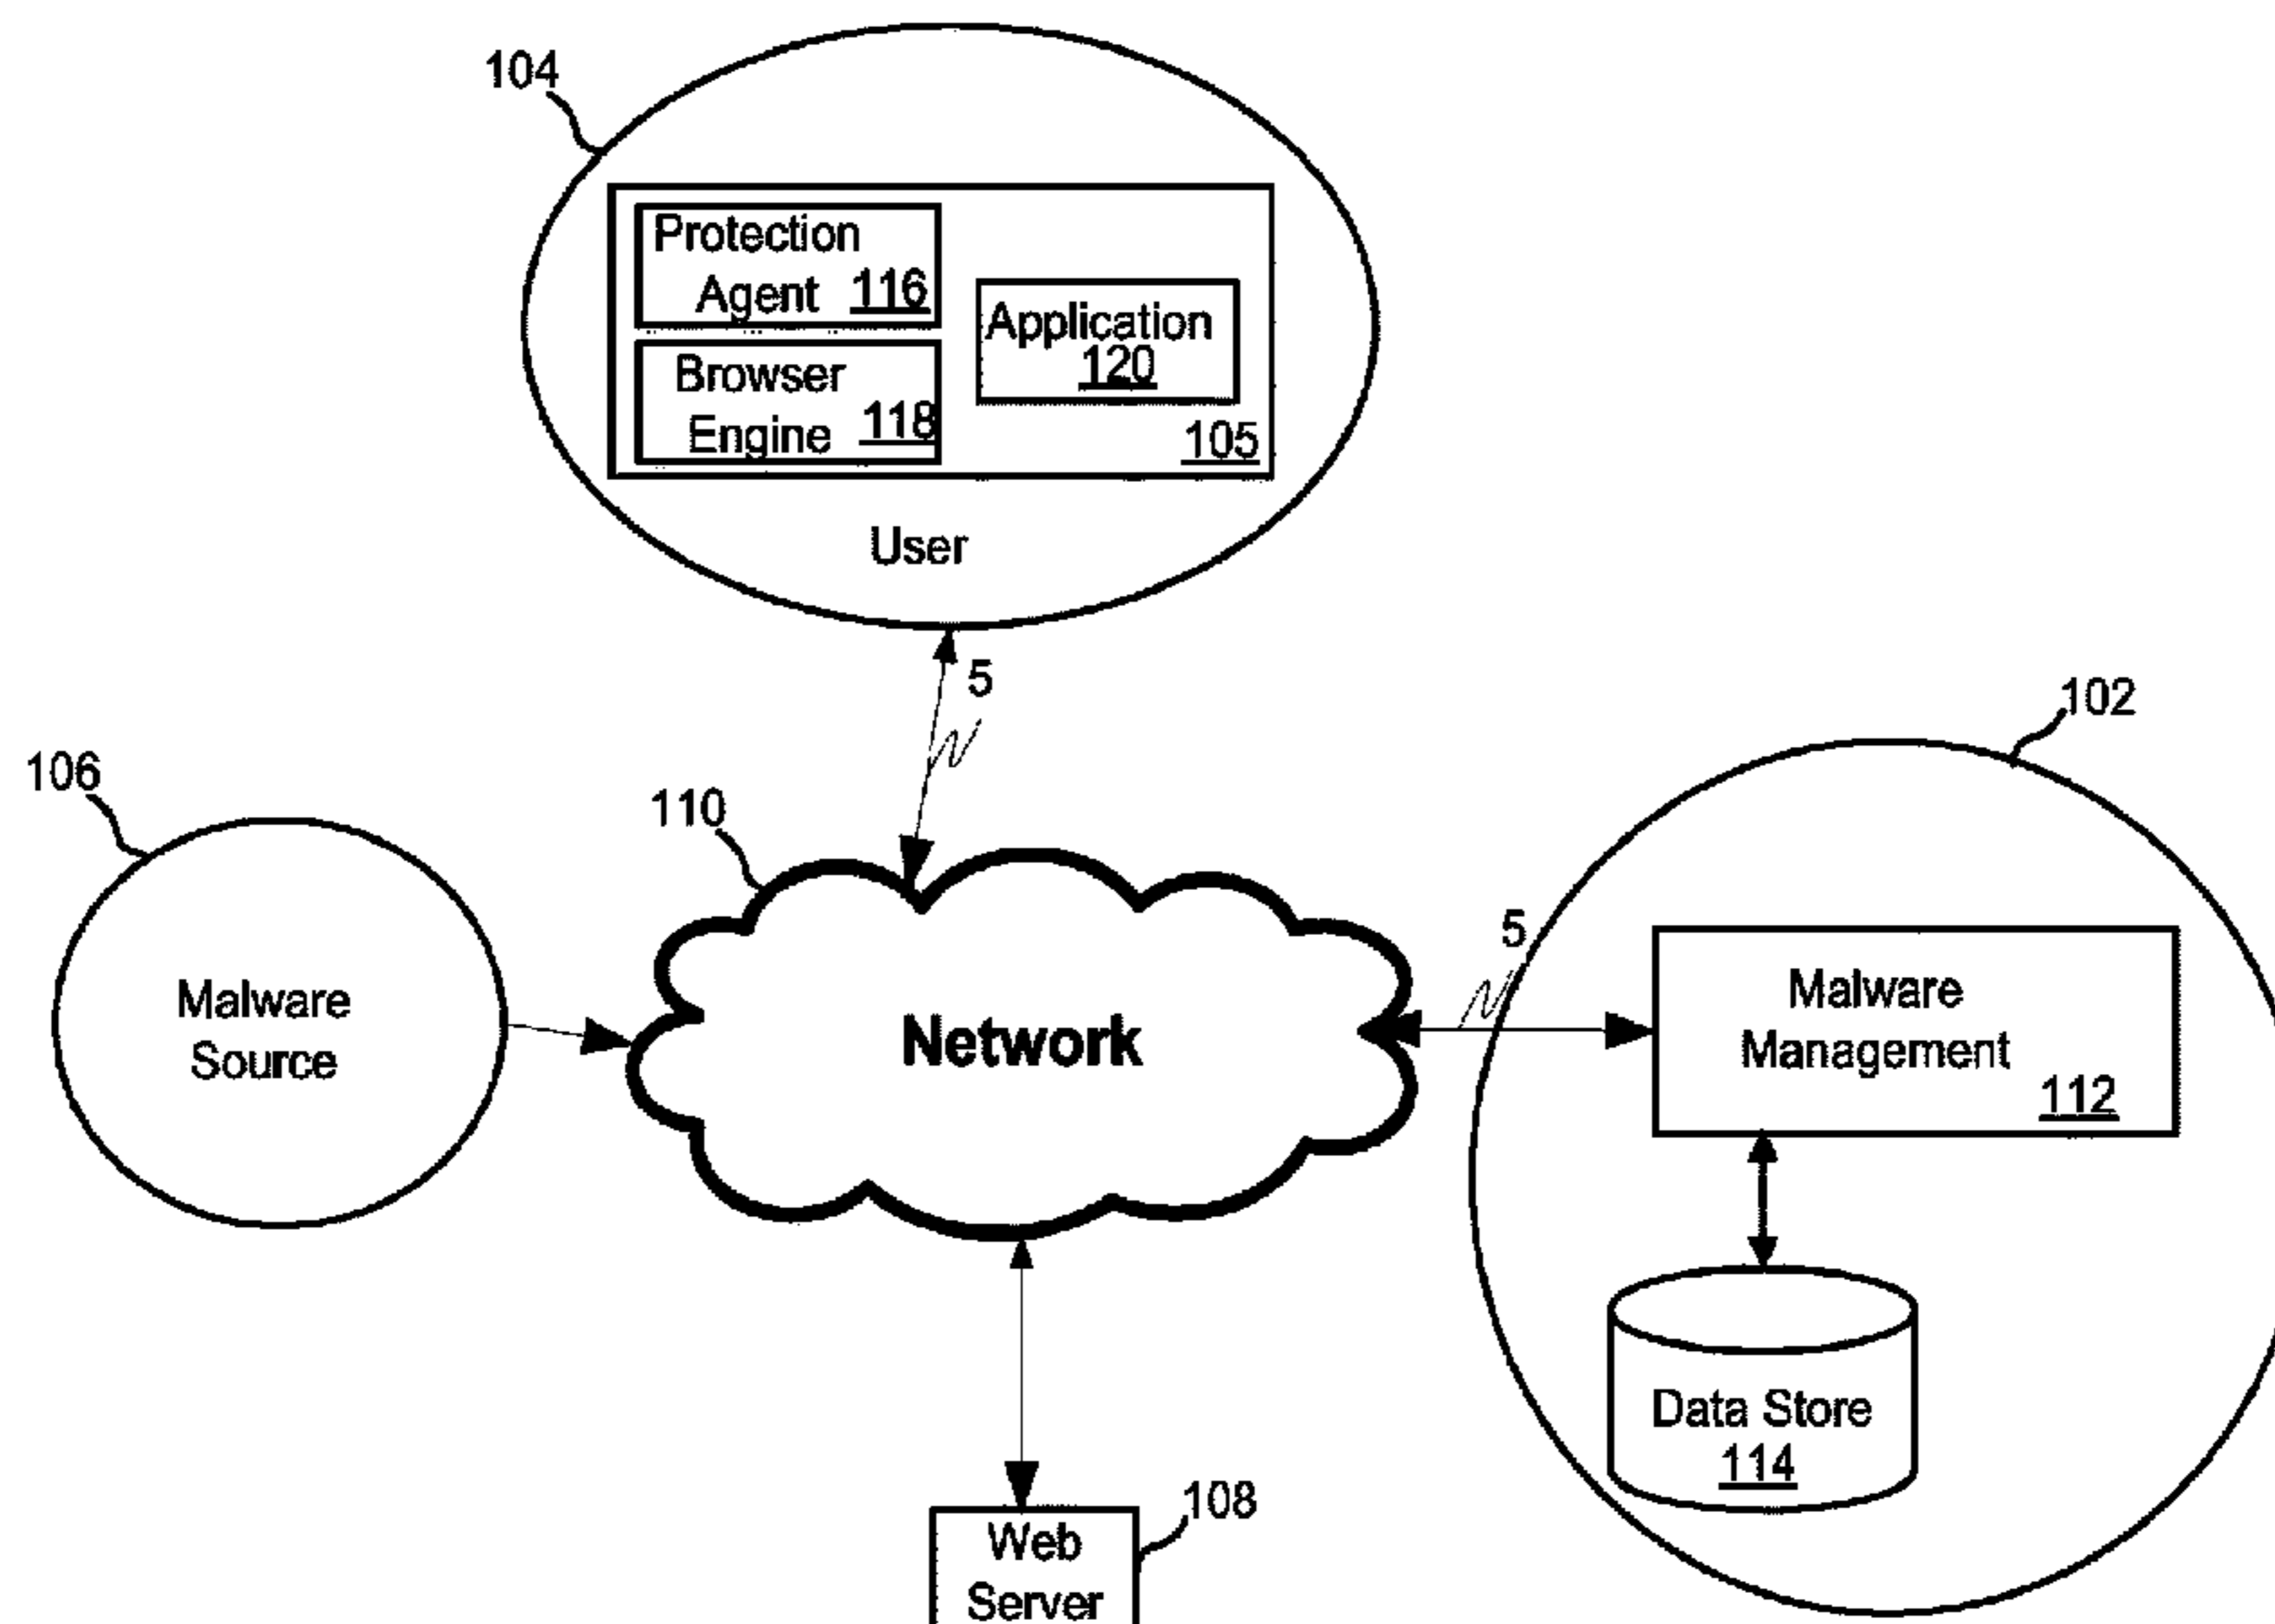 104
Protection
Agent 116
Application
120
Browser
Engine 118
105
User
5
102
106
110
5
Malware
Source
Network
Malware
Management
112
Data Store
114
108
Web
Server